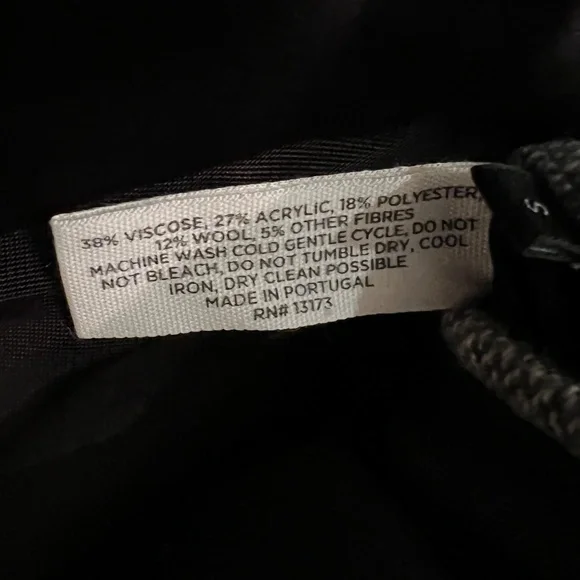 38% VISCOSE, 27% ACRYLIC, 18% POLYESTER,
12% WOOL, 5% OTHER FIBRES
MACHINE WASH COLD GENTLE CYCLE, DO NOT
NOT BLEACH, DO NOT TUMBLE DRY, COOL
IRON, DRY CLEAN POSSIBLE
MADE IN PORTUGAL
RN# 13173
S